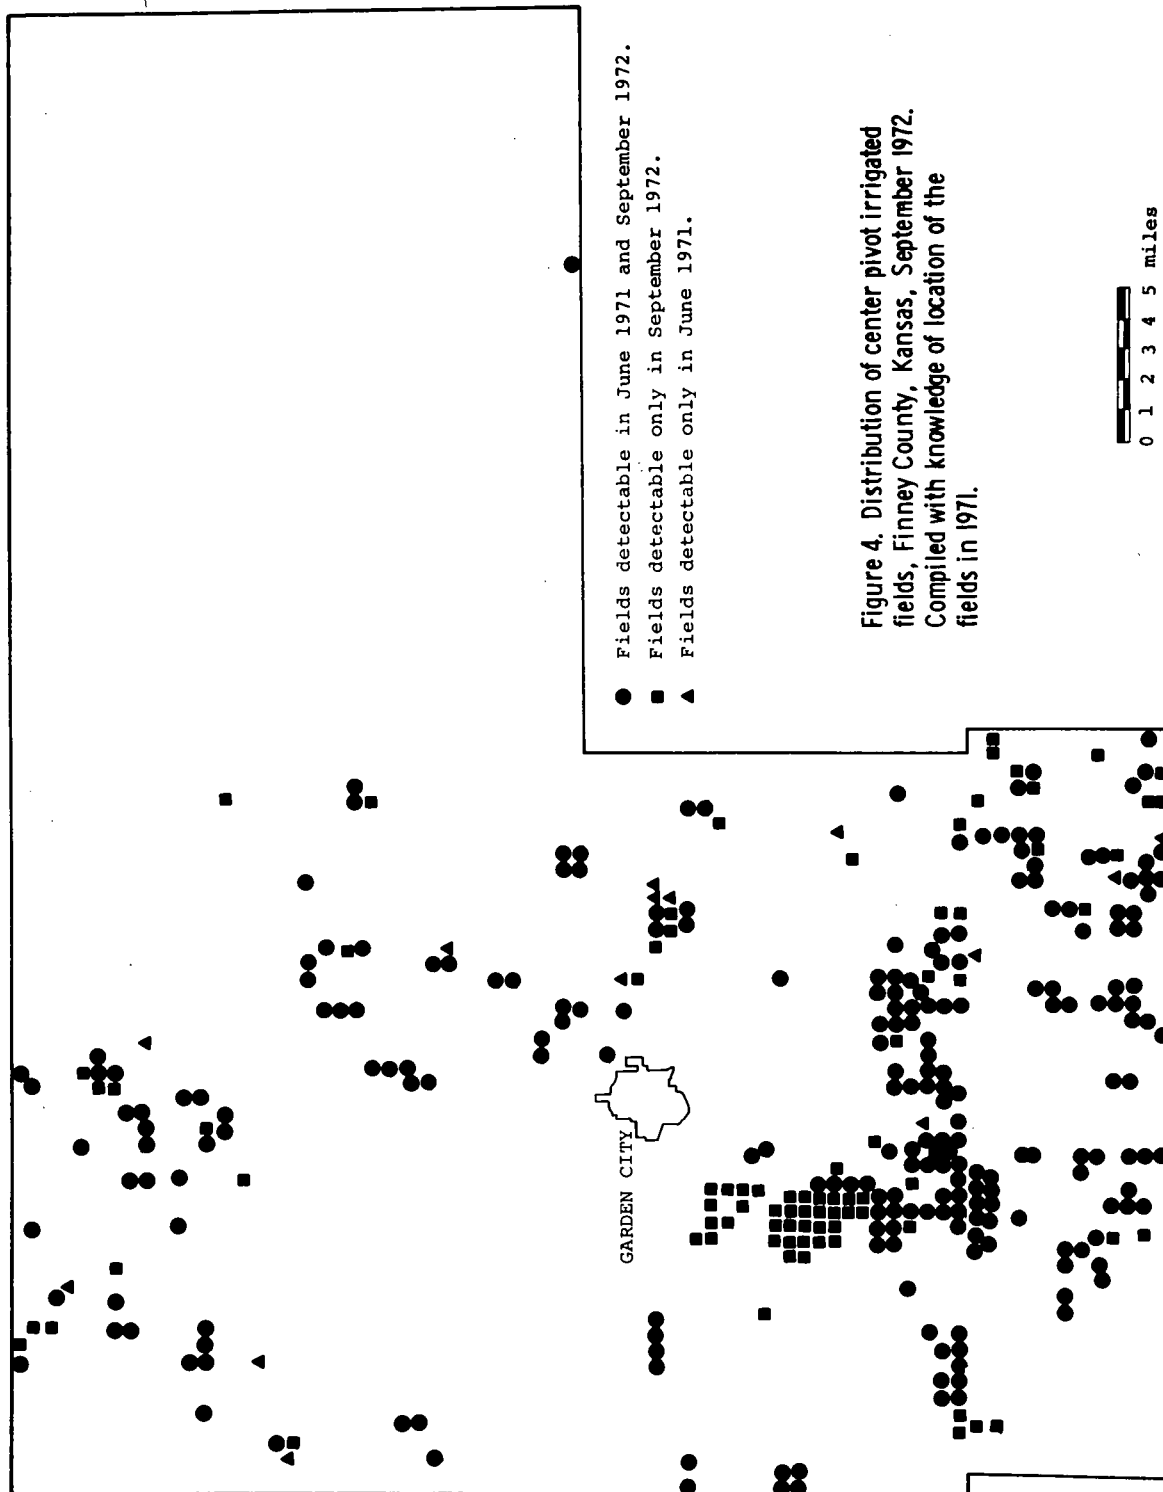 GARDEN CITY
Fields detectable in June 1971 and September 1972.
Fields detectable only in September 1972.
Fields detectable only in June 1971.
Figure 4. Distribution of center pivot irrigated
fields, Finney County, Kansas, September 1972.
Compiled with knowledge of location of the
fields in 1971.
0 1 2 3 4 5 miles